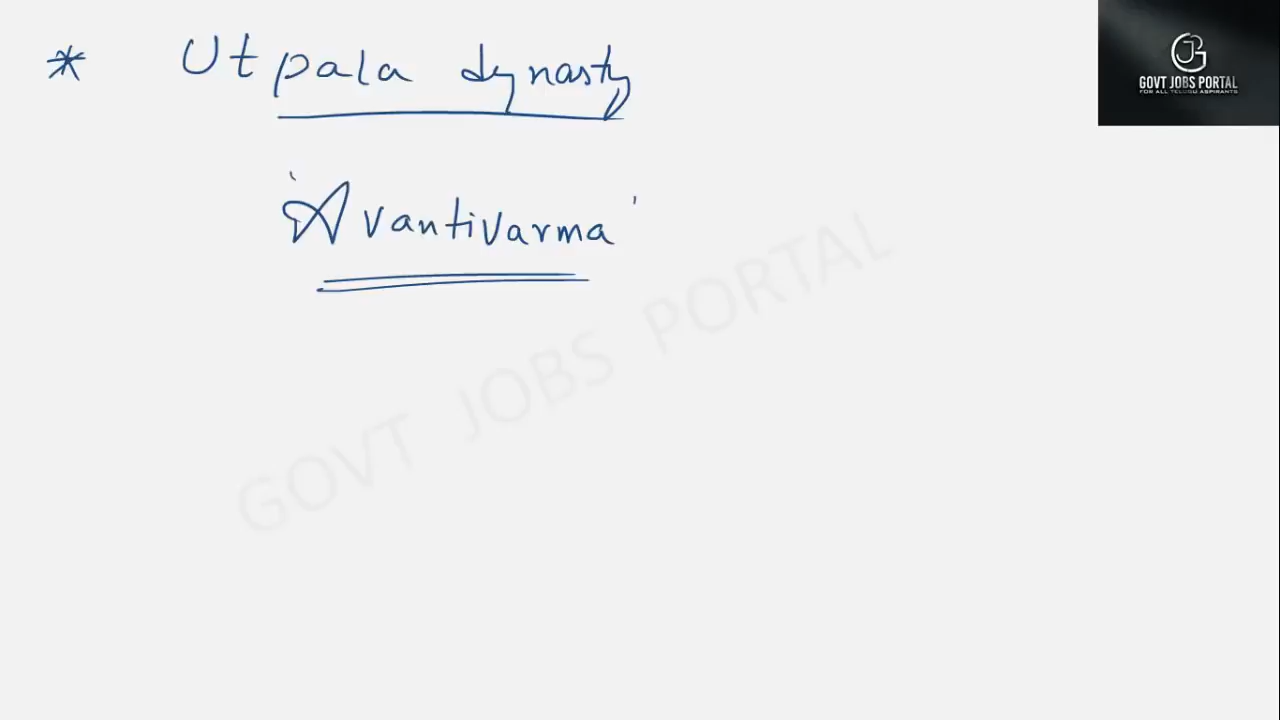 * Utpala dynasty
'Avantivarma'
GOVT JOBS PORTAL
GOVT JOBS PORTAL
FOR ALL TELUGU ASPIRANTS